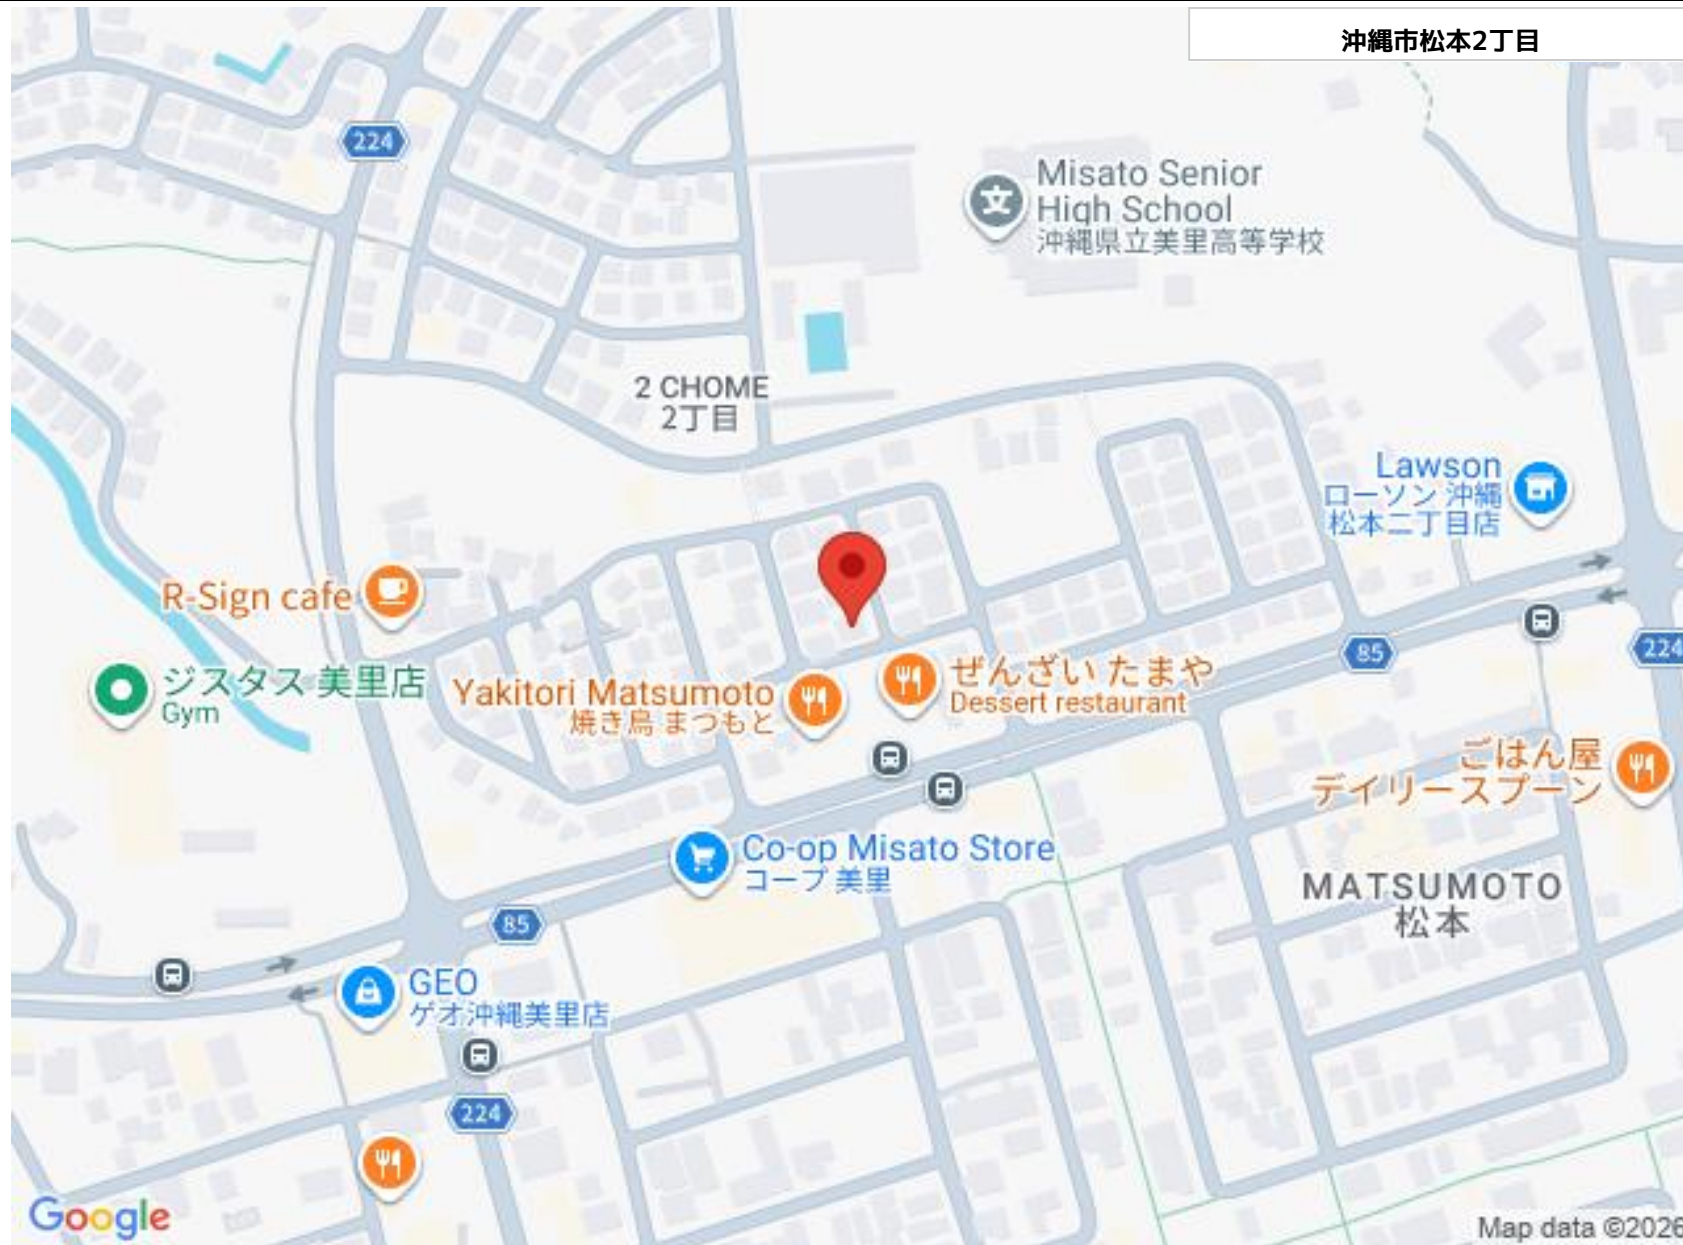 沖縄市松本2丁目
224
Misato Senior
High School
沖縄県立美里高等学校
2 CHOME
2丁目
Lawson
ローソン 沖縄
松本二丁目店
R-Sign cafe
ジスタス 美里店
Gym
Yakitori Matsumoto
焼き鳥 まつもと
ぜんざい たまや
Dessert restaurant
85
224
ごはん屋
デイリースプーン
Co-op Misato Store
コープ 美里
MATSUMOTO
松本
85
GEO
ゲオ沖縄美里店
224
Google
Map data ©2026